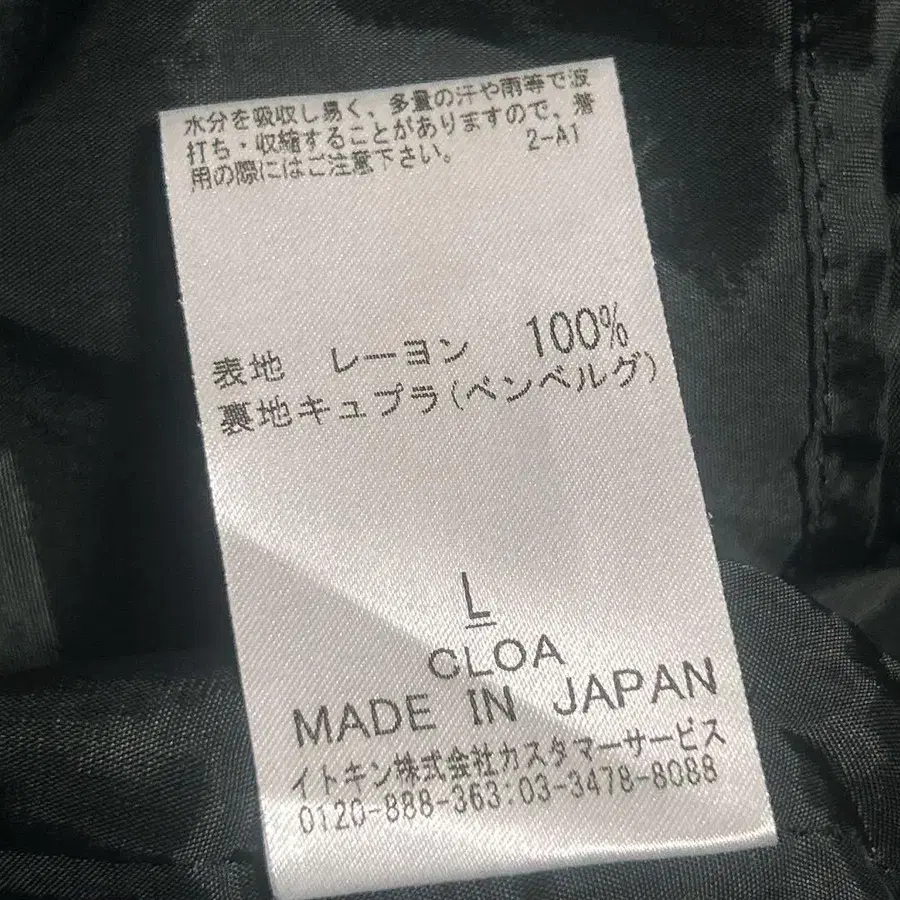 水分を吸収し易く、多量の汗や雨等で波
打ち・収縮することがありますので、着
用の際にはご注意下さい。 2-A1
表地 レーヨン 100%
裏地キュプラ(ベンベルグ)
L
CLOA
MADE IN JAPAN
イトキン株式会社カスタマーサービス
0120-888-363:03-3478-8088